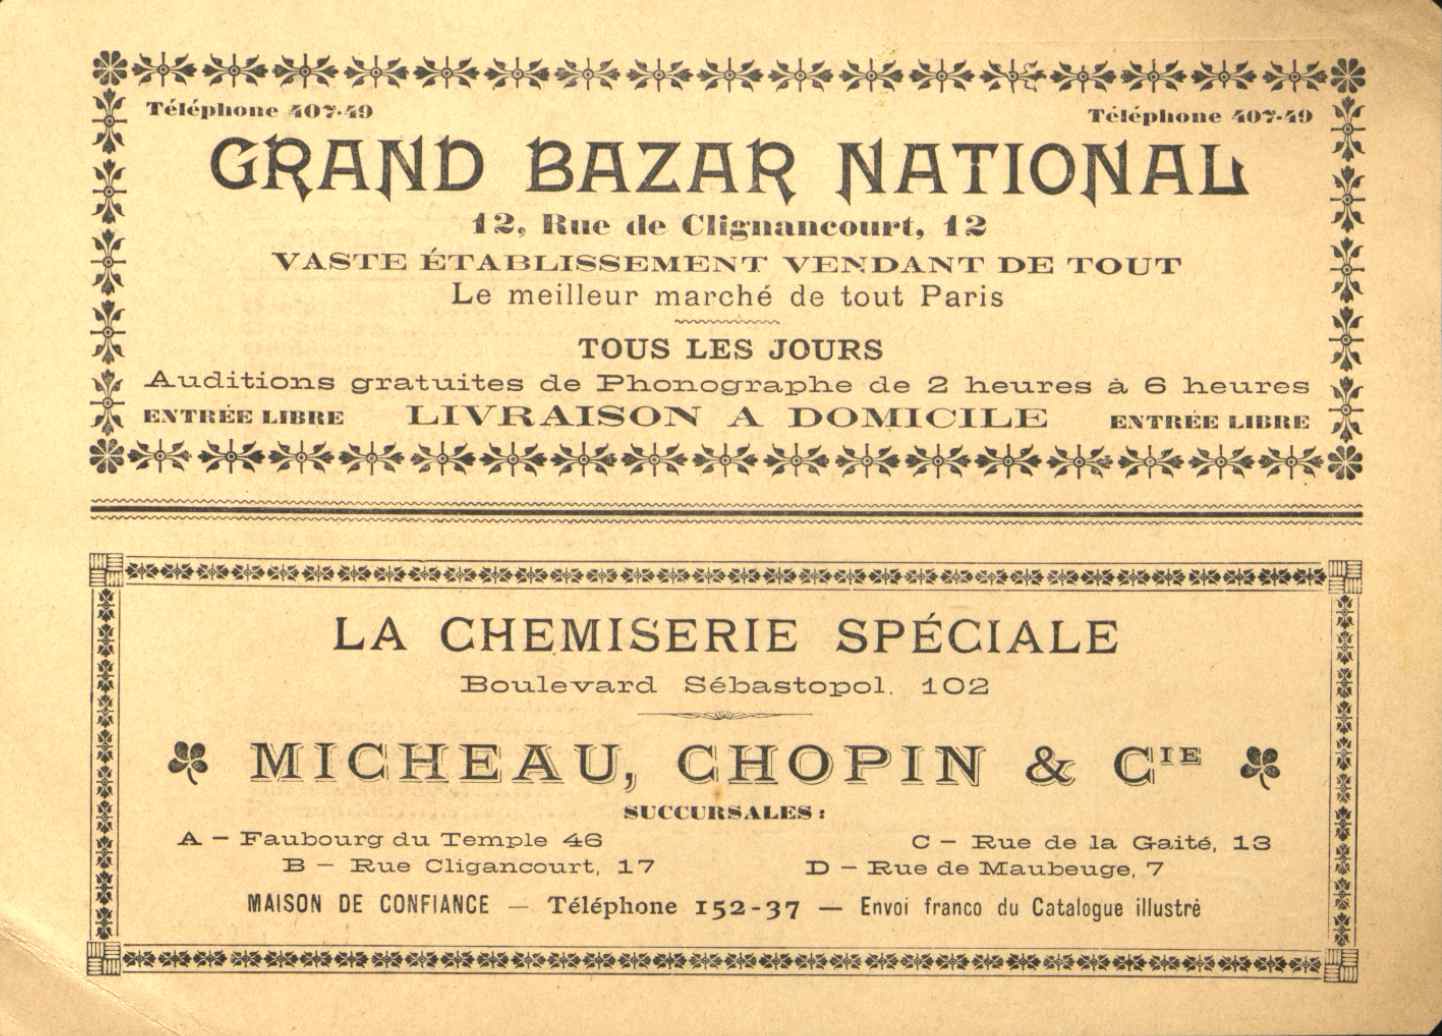 Téléphone 407-49 Téléphone 407-49
GRAND BAZAR NATIONAL
12, Rue de Clignancourt, 12
VASTE ÉTABLISSEMENT VENDANT DE TOUT
Le meilleur marché de tout Paris
TOUS LES JOURS
Auditions gratuites de Phonographe de 2 heures à 6 heures
ENTRÉE LIBRE LIVRAISON A DOMICILE ENTRÉE LIBRE
LA CHEMISERIE SPÉCIALE
Boulevard Sébastopol. 102
MICHEAU, CHOPIN & CIE
SUCCURSALES:
A — Faubourg du Temple 46 C — Rue de la Gaité, 13
B — Rue Cligancourt, 17 D — Rue de Maubeuge, 7
MAISON DE CONFIANCE — Téléphone 152-37 — Envoi franco du Catalogue illustré